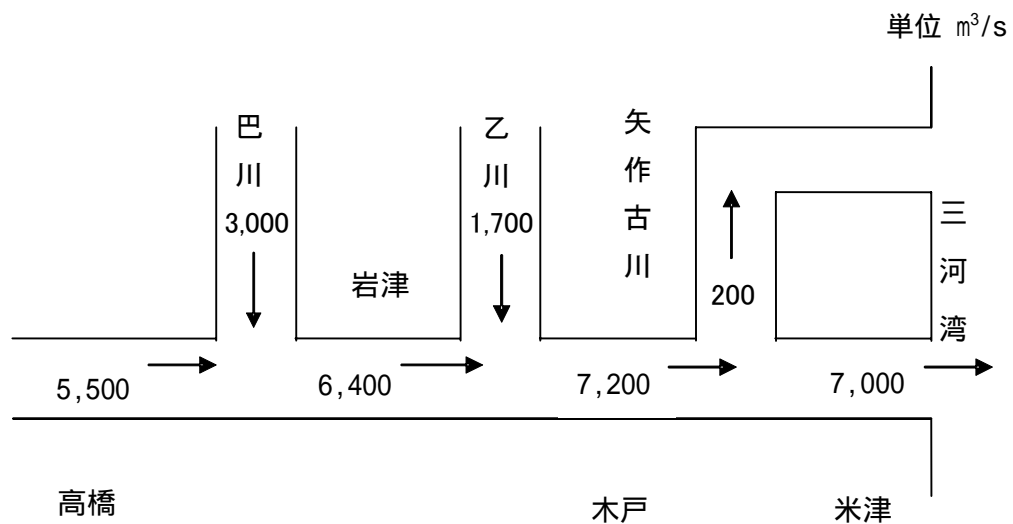 単位 ㎥/s
巴川
3,000
乙川
1,700
矢作古川
200
三河湾
岩津
5,500
6,400
7,200
7,000
高橋
木戸
米津